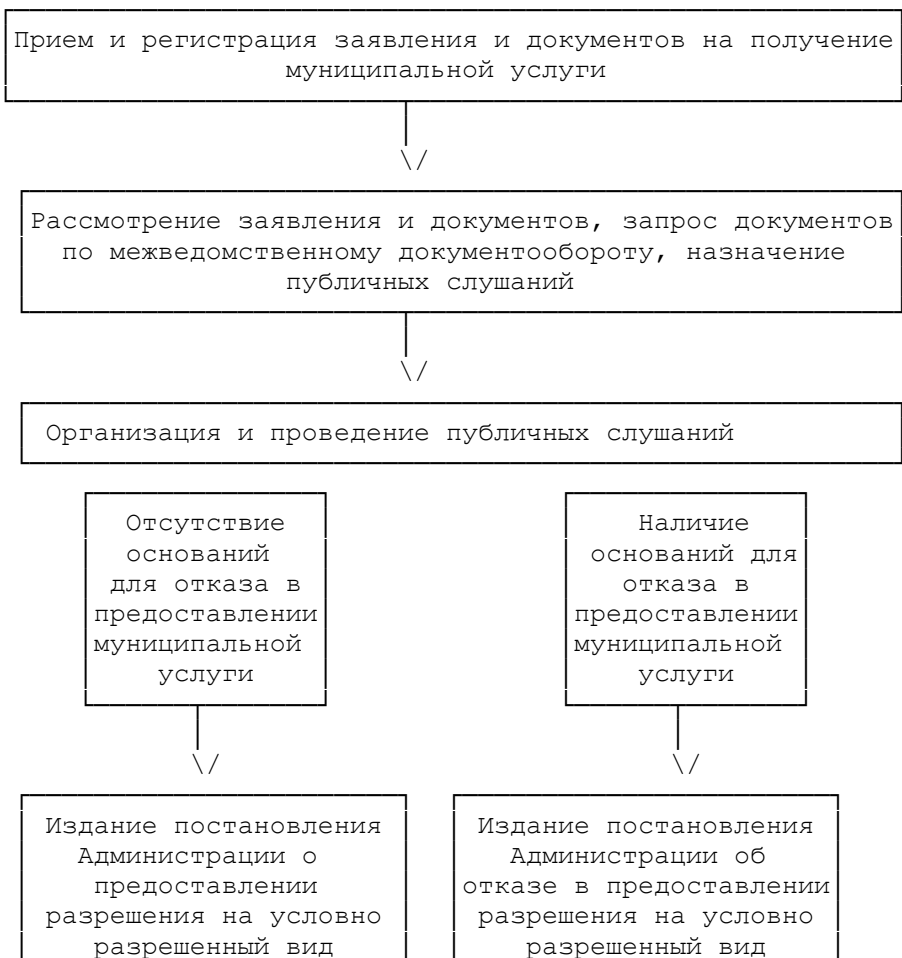 Прием и регистрация заявления и документов на получение
муниципальной услуги
\/
Рассмотрение заявления и документов, запрос документов
по межведомственному документообороту, назначение
публичных слушаний
\/
Организация и проведение публичных слушаний
Отсутствие
оснований
для отказа в
предоставлении
муниципальной
услуги
\/
Наличие
оснований для
отказа в
предоставлении
муниципальной
услуги
\/
Издание постановления
Администрации о
предоставлении
разрешения на условно
разрешенный вид
Издание постановления
Администрации об
отказе в предоставлении
разрешения на условно
разрешенный вид